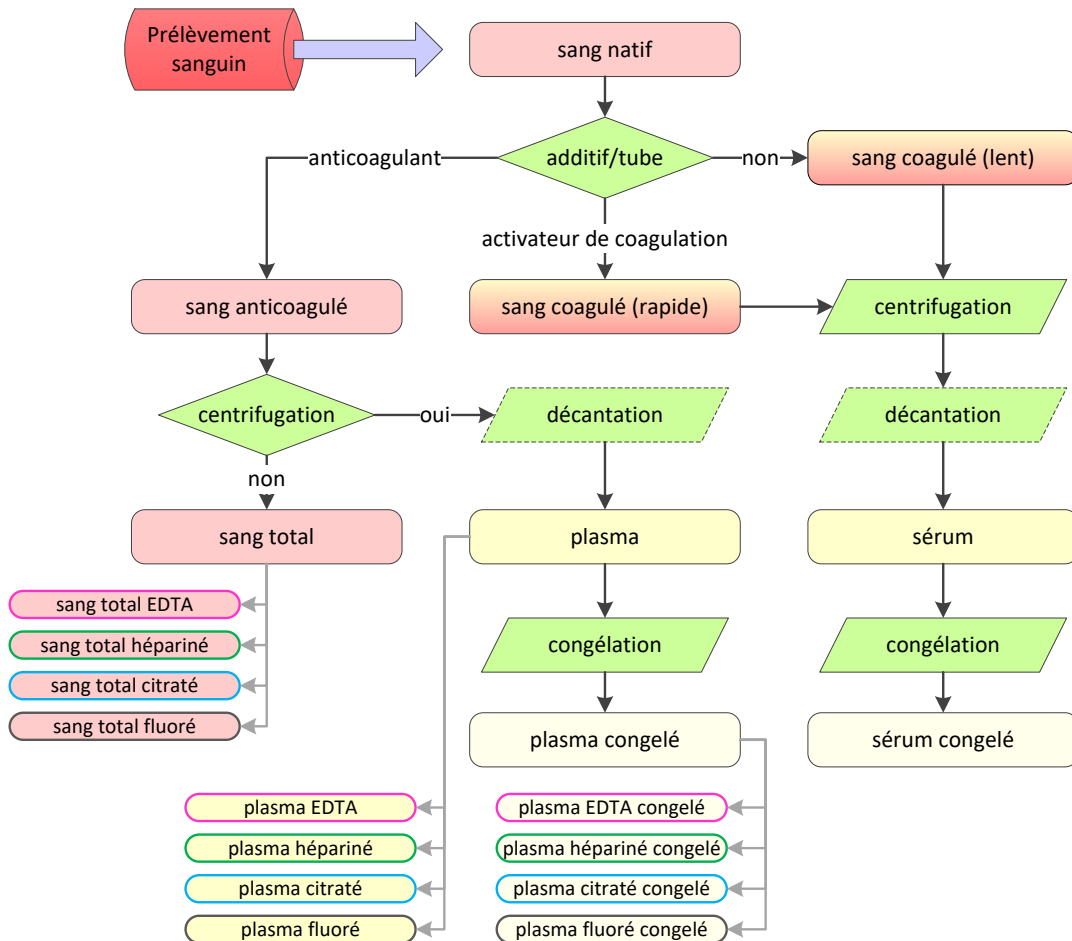 Prélèvement
sanguin
sang natif
anticoagulant
additif/tube
non
sang coagulé (lent)
activateur de coagulation
sang anticoagulé
sang coagulé (rapide)
centrifugation
centrifugation
oui
décantation
décantation
non
sang total
plasma
sérum
sang total EDTA
sang total hépariné
sang total citraté
sang total fluoré
congélation
congélation
plasma congelé
sérum congelé
plasma EDTA
plasma hépariné
plasma citraté
plasma fluoré
plasma EDTA congelé
plasma hépariné congelé
plasma citraté congelé
plasma fluoré congelé